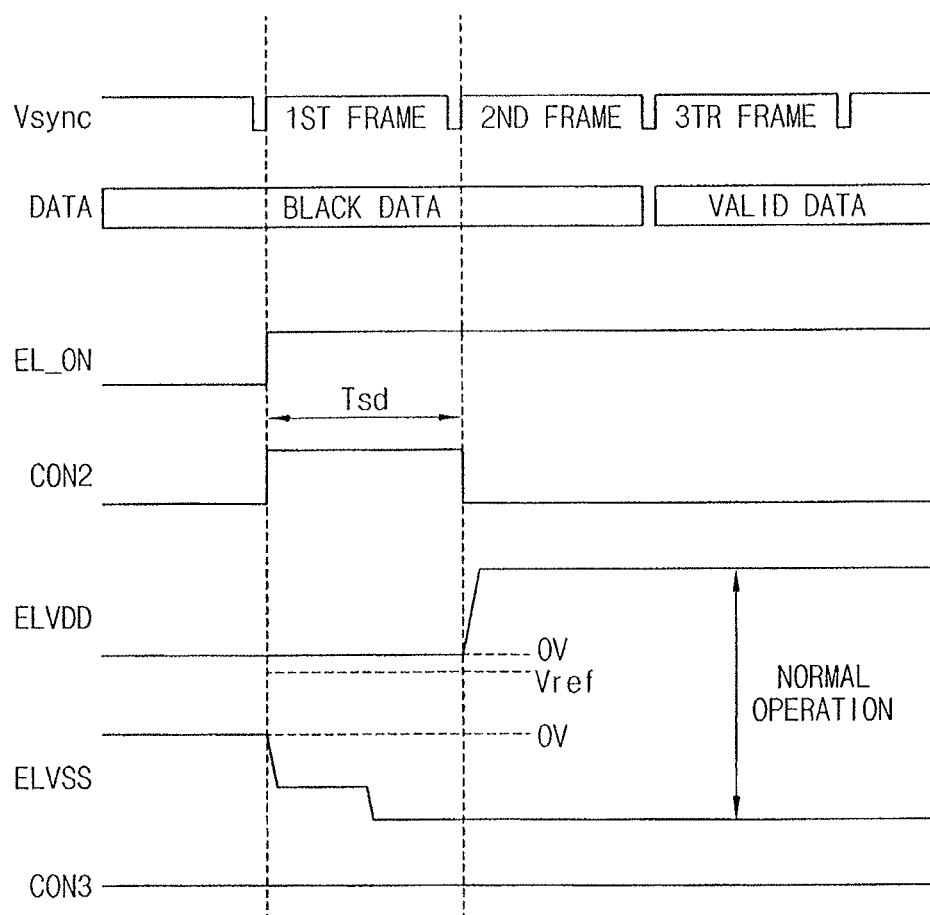 Vsync 1ST FRAME 2ND FRAME 3TR FRAME
DATA BLACK DATA VALID DATA
EL_ON
Tsd
CON2
ELVDD
0V
Vref
NORMAL
OPERATION
0V
ELVSS
CON3